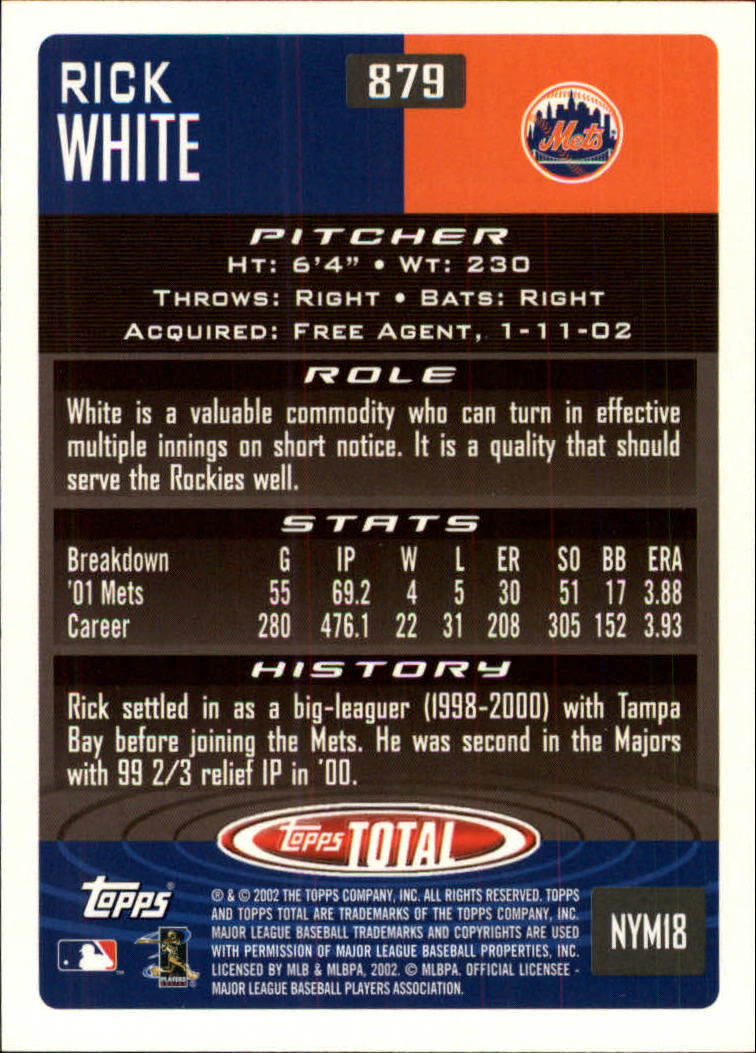 RICK
WHITE
879
Mets
PITCHER
HT: 6'4" • WT: 230
THROWS: RIGHT • BATS: RIGHT
ACQUIRED: FREE AGENT, 1-11-02
ROLE
White is a valuable commodity who can turn in effective
multiple innings on short notice. It is a quality that should
serve the Rockies well.
STATS
Breakdown G IP W L ER SO BB ERA
'01 Mets 55 69.2 4 5 30 51 17 3.88
Career 280 476.1 22 31 208 305 152 3.93
HISTORY
Rick settled in as a big-leaguer (1998-2000) with Tampa
Bay before joining the Mets. He was second in the Majors
with 99 2/3 relief IP in '00.
Topps TOTAL
Topps®
® & © 2002 THE TOPPS COMPANY, INC. ALL RIGHTS RESERVED. TOPPS
AND TOPPS TOTAL ARE TRADEMARKS OF THE TOPPS COMPANY, INC.
MAJOR LEAGUE BASEBALL TRADEMARKS AND COPYRIGHTS ARE USED
WITH PERMISSION OF MAJOR LEAGUE BASEBALL PROPERTIES, INC.
LICENSED BY MLB & MLBPA, 2002. © MLBPA. OFFICIAL LICENSEE -
MAJOR LEAGUE BASEBALL PLAYERS ASSOCIATION.
PLAYERS
NYM18